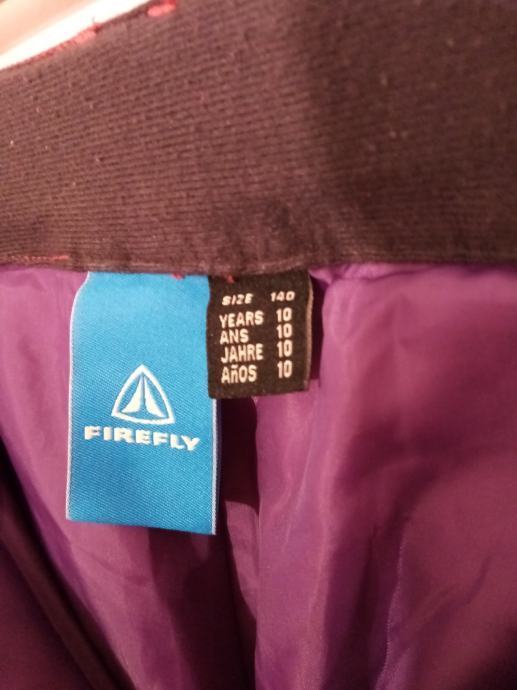 SIZE 140
YEARS 10
ANS 10
JAHRE 10
AñOS 10
FIREFLY